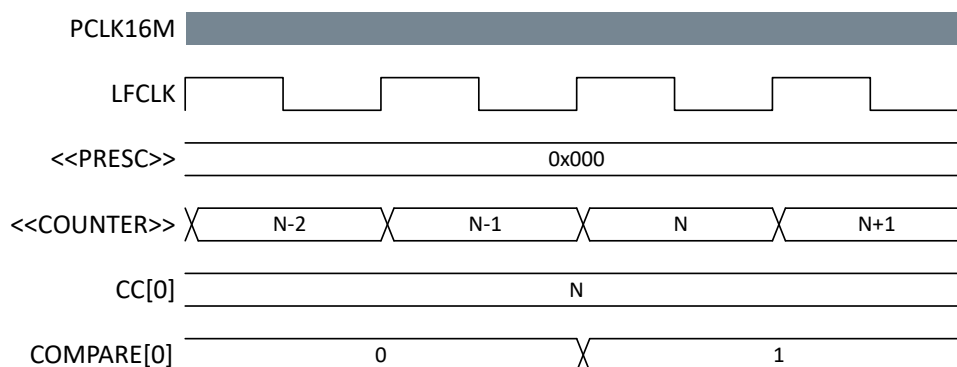 PCLK16M
LFCLK
<<PRESC>> 0x000
<<COUNTER>> N-2 N-1 N N+1
CC[0] N
COMPARE[0] 0 1